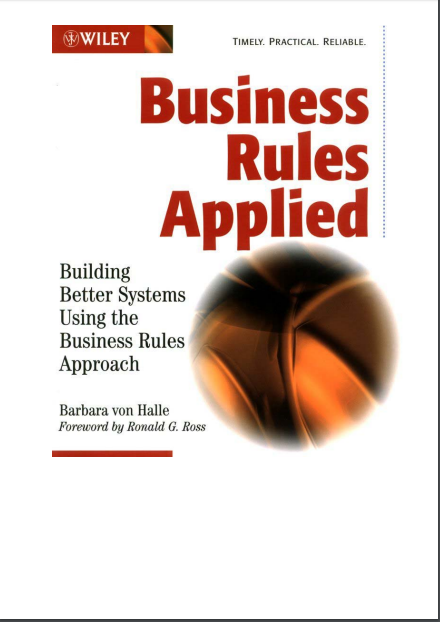 WILEY
TIMELY. PRACTICAL. RELIABLE.
Business
Rules
Applied
Building
Better Systems
Using the
Business Rules
Approach
Barbara von Halle
Foreword by Ronald G. Ross